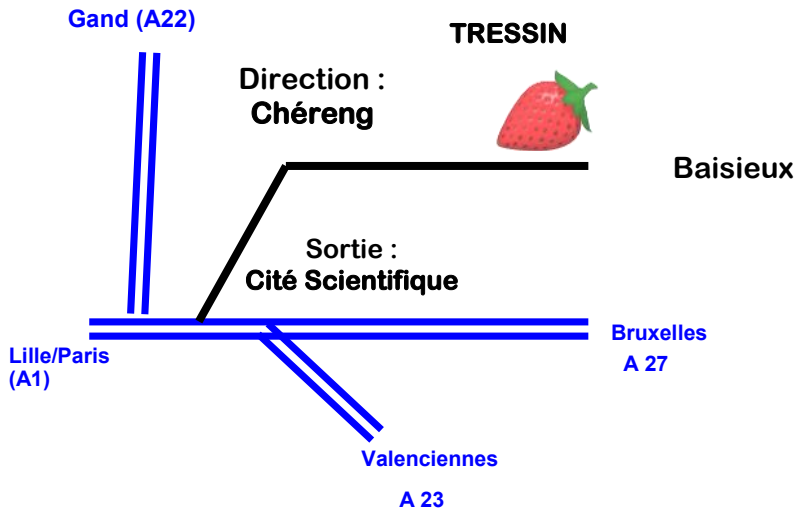 Gand (A22)
TRESSIN
Direction :
Chéreng
Baisieux
Sortie :
Cité Scientifique
Lille/Paris
(A1)
Bruxelles
A 27
Valenciennes
A 23